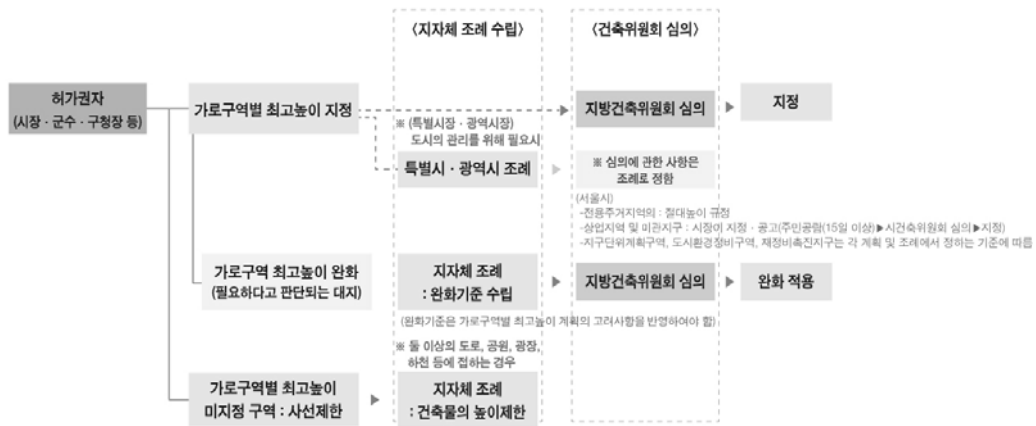 〈지자체 조례 수립〉
〈건축위원회 심의〉
허가권자
(시장 · 군수 · 구청장 등)
가로구역별 최고높이 지정
지방건축위원회 심의
지정
※ (특별시장 · 광역시장)
도시의 관리를 위해 필요시
특별시 · 광역시 조례
※ 심의에 관한 사항은
조례로 정함
(서울시)
-전용주거지역의 : 절대높이 규정
-상업지역 및 미관지구 : 시장이 지정 · 공고(주민공람(15일 이상)▶시건축위원회 심의▶지정)
-지구단위계획구역, 도시환경정비구역, 재정비촉진지구는 각 계획 및 조례에서 정하는 기준에 따름
가로구역 최고높이 완화
(필요하다고 판단되는 대지)
지자체 조례
: 완화기준 수립
지방건축위원회 심의
완화 적용
(완화기준은 가로구역별 최고높이 계획의 고려사항을 반영하여야 함)
※ 둘 이상의 도로, 공원, 광장,
하천 등에 접하는 경우
가로구역별 최고높이
미지정 구역 : 사선제한
지자체 조례
: 건축물의 높이제한